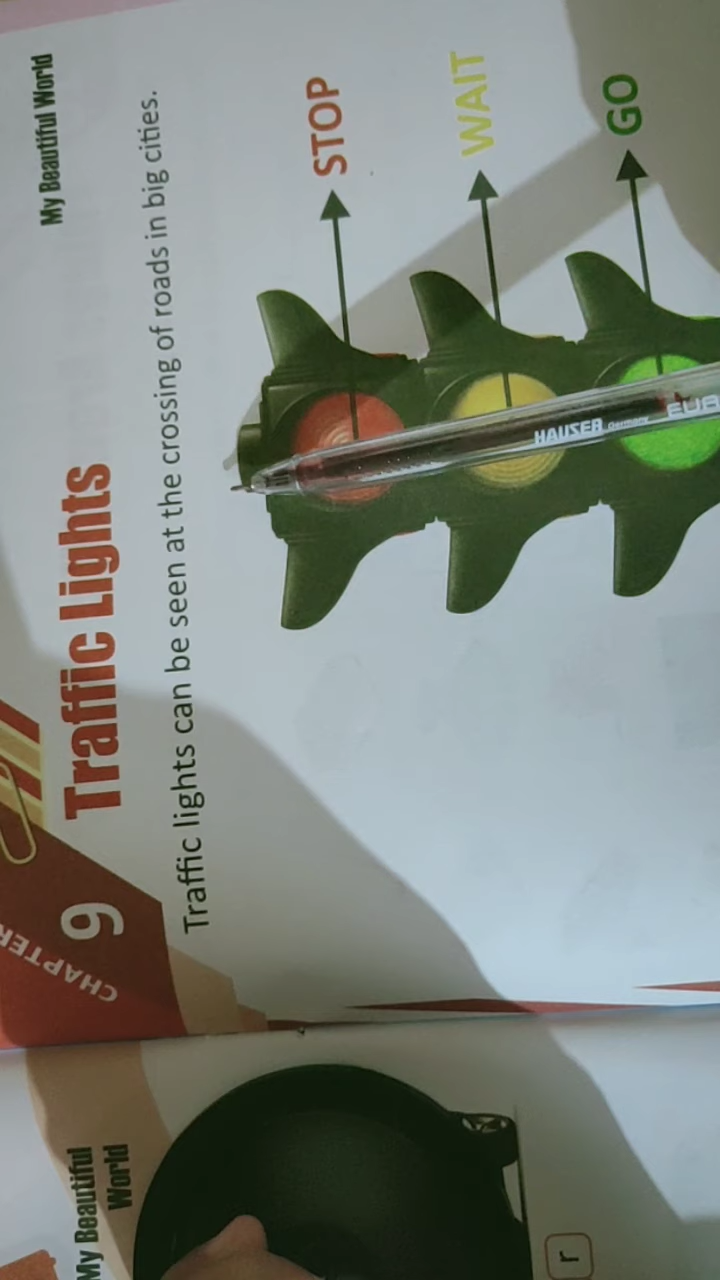 My Beautiful World
CHAPTER
9
Traffic Lights
Traffic lights can be seen at the crossing of roads in big cities.
STOP
WAIT
GO
HAUSER Germany
My Beautiful
World
r